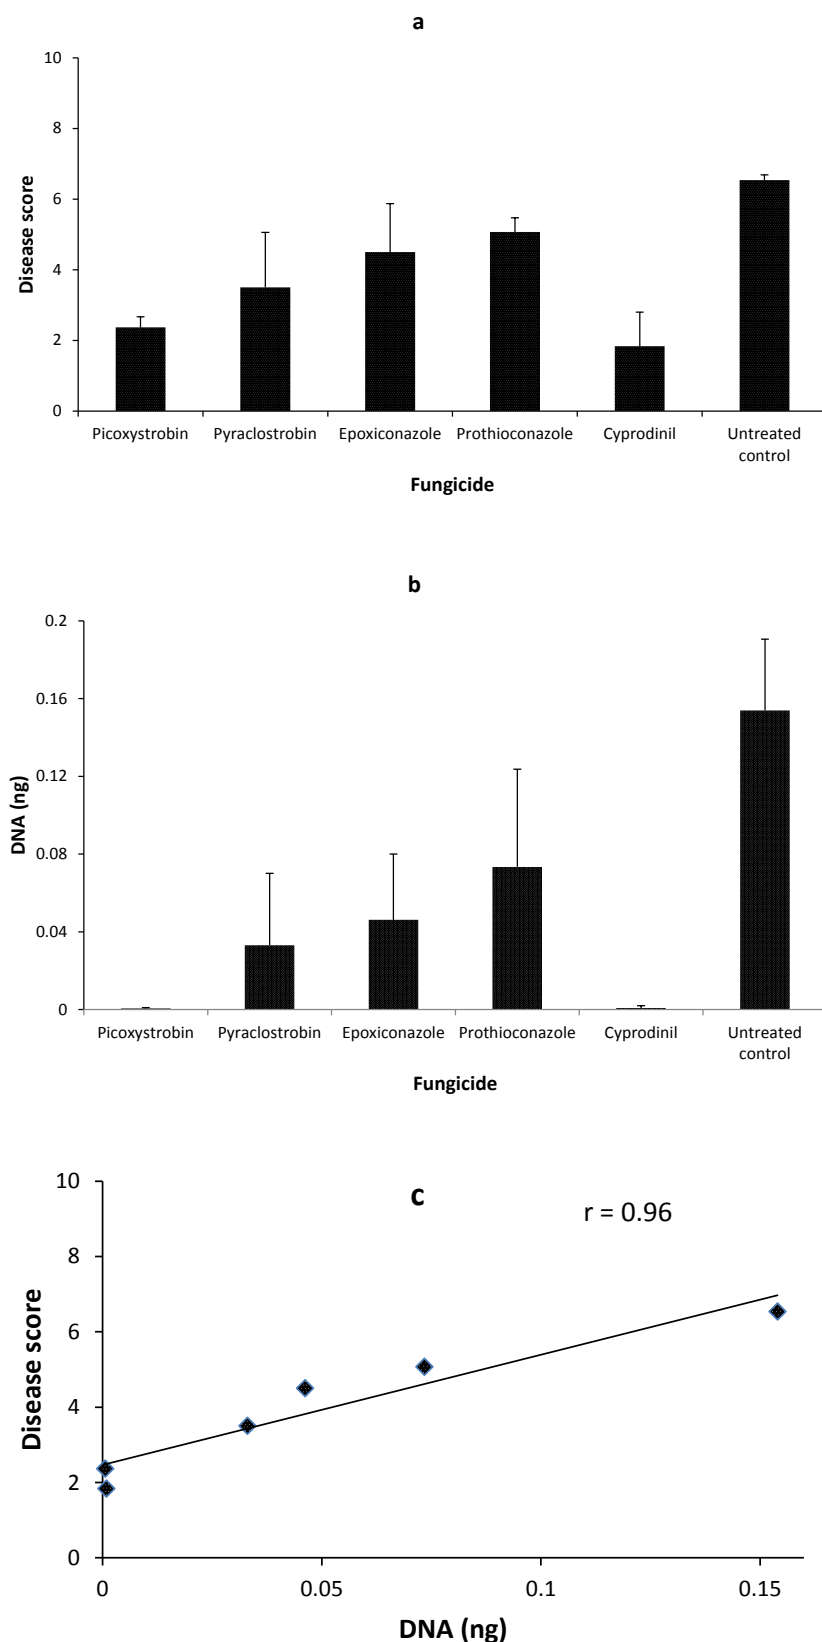 a
10
8
6
4
2
0
Disease score
Picoxystrobin Pyraclostrobin Epoxiconazole Prothioconazole Cyprodinil Untreated
control
Fungicide
b
0.2
0.16
0.12
0.08
0.04
0
DNA (ng)
Picoxystrobin Pyraclostrobin Epoxiconazole Prothioconazole Cyprodinil Untreated
control
Fungicide
c
r = 0.96
10
8
6
4
2
0
Disease score
0 0.05 0.1 0.15
DNA (ng)